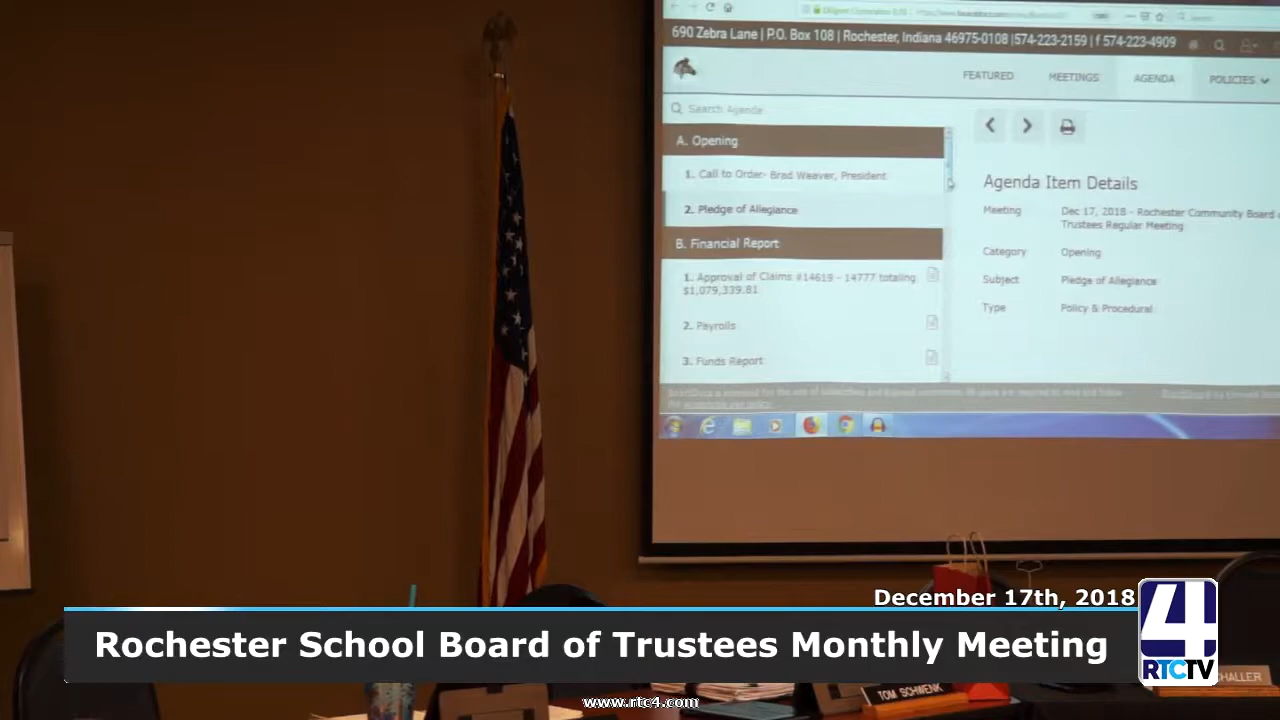 690 Zebra Lane | P.O. Box 108 | Rochester, Indiana 46975-0108 |574-223-2159 | f 574-223-4909
FEATURED MEETINGS AGENDA POLICIES
Search Agenda
A. Opening
1. Call to Order- Brad Weaver, President
2. Pledge of Allegiance
B. Financial Report
1. Approval of Claims #14619 - 14777 totaling
$1,079,339.81
2. Payrolls
3. Funds Report
Agenda Item Details
Meeting Dec 17, 2018 - Rochester Community Board
Trustees Regular Meeting
Category Opening
Subject Pledge of Allegiance
Type Policy & Procedural
December 17th, 2018
Rochester School Board of Trustees Monthly Meeting
4
RTCTV
TOM SCHWENK
HALLER
www.rtc4.com